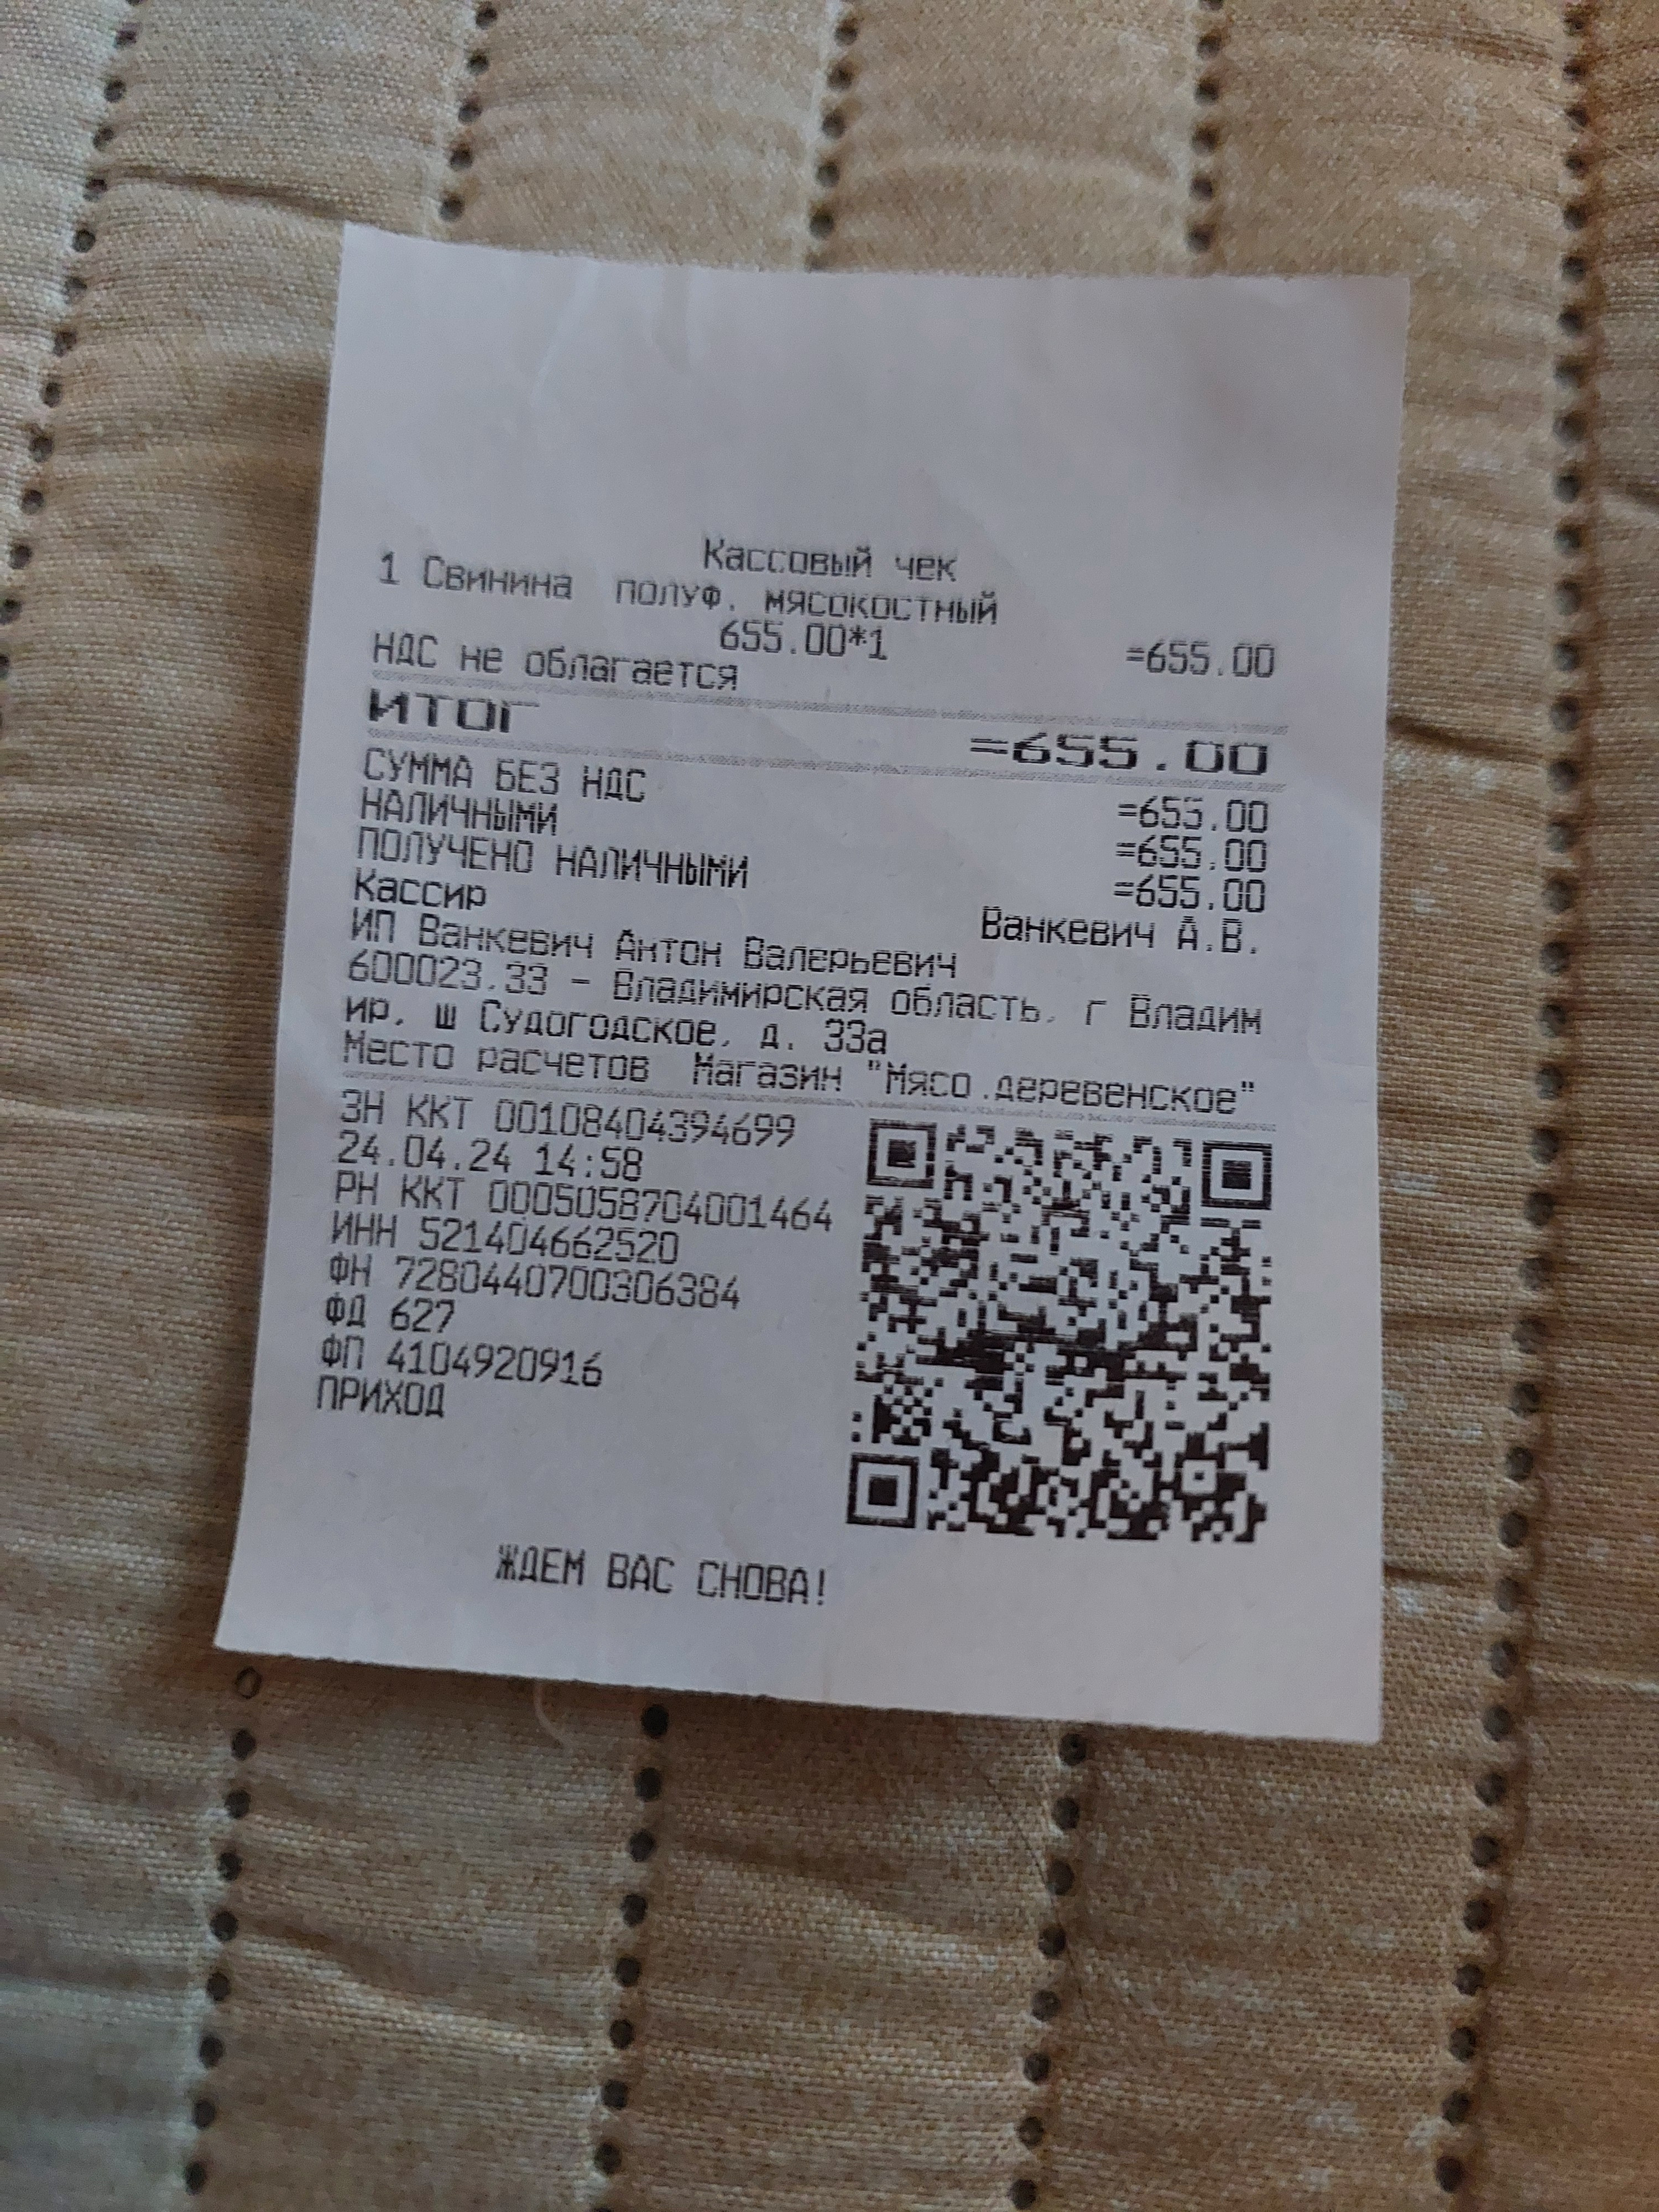 Кассовый чек
1 Свинина полуф. мясокостный
655.00*1 =655.00
НДС не облагается
ИТОГ =655.00
СУММА БЕЗ НДС =655.00
НАЛИЧНЫМИ =655.00
ПОЛУЧЕНО НАЛИЧНЫМИ =655.00
Кассир Ванкевич А.В.
ИП Ванкевич Антон Валерьевич
600023.33 - Владимирская область, г Владим
ир, ш Судогодское, д. 33а
Место расчетов Магазин "Мясо деревенское"
ЗН ККТ 00108404394699
24.04.24 14:58
РН ККТ 0005058704001464
ИНН 521404662520
ФН 7280440700306384
ФД 627
ФП 4104920916
ПРИХОД
ЖДЕМ ВАС СНОВА!